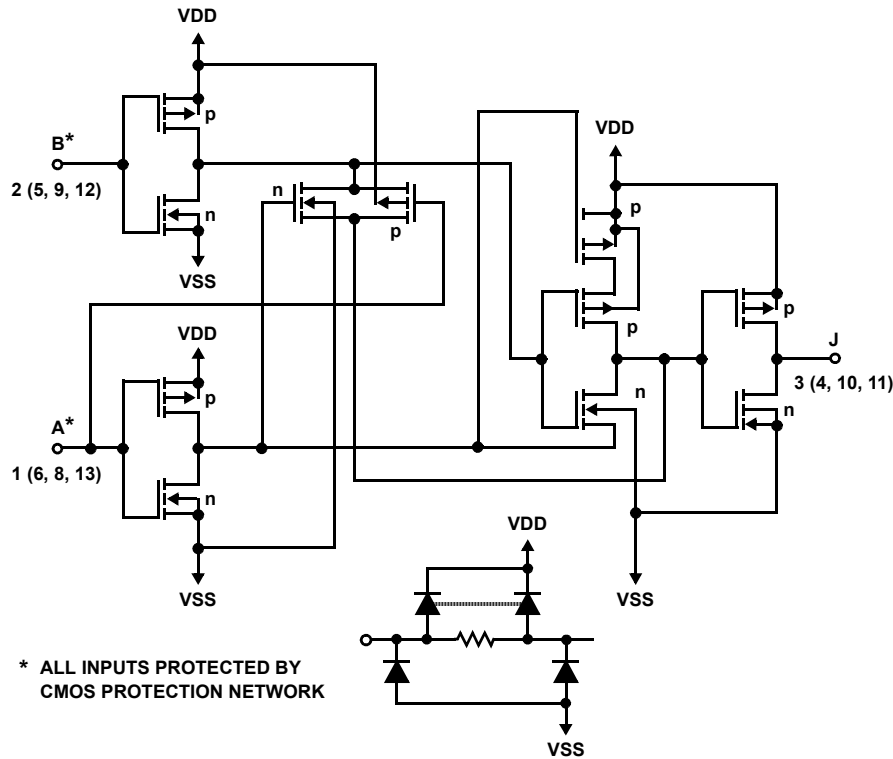 VDD
B*
2 (5, 9, 12)
p
n
VSS
n
p
VDD
p
p
n
VSS
VDD
A*
1 (6, 8, 13)
p
n
VSS
p
n
J
3 (4, 10, 11)
VDD
VSS
* ALL INPUTS PROTECTED BY
CMOS PROTECTION NETWORK